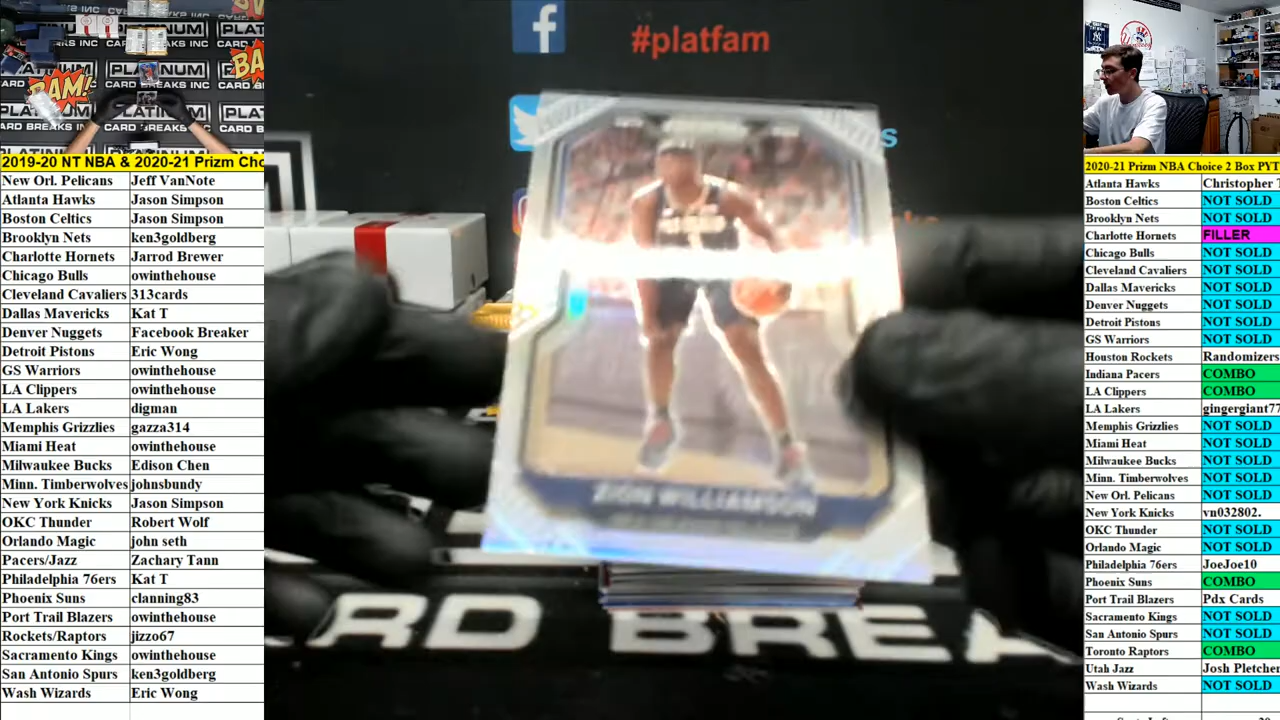 PLATINUM
CARD BREAKS INC
BAM!
#platfam
ZION WILLIAMSON
ARD BREA
2019-20 NT NBA & 2020-21 Prizm Cho
New Orl. Pelicans Jeff VanNote
Atlanta Hawks Jason Simpson
Boston Celtics Jason Simpson
Brooklyn Nets ken3goldberg
Charlotte Hornets Jarrod Brewer
Chicago Bulls owinthehouse
Cleveland Cavaliers 313cards
Dallas Mavericks Kat T
Denver Nuggets Facebook Breaker
Detroit Pistons Eric Wong
GS Warriors owinthehouse
LA Clippers owinthehouse
LA Lakers digman
Memphis Grizzlies gazza314
Miami Heat owinthehouse
Milwaukee Bucks Edison Chen
Minn. Timberwolves johnsbundy
New York Knicks Jason Simpson
OKC Thunder Robert Wolf
Orlando Magic john seth
Pacers/Jazz Zachary Tann
Philadelphia 76ers Kat T
Phoenix Suns clanning83
Port Trail Blazers owinthehouse
Rockets/Raptors jizzo67
Sacramento Kings owinthehouse
San Antonio Spurs ken3goldberg
Wash Wizards Eric Wong
2020-21 Prizm NBA Choice 2 Box PYT
Atlanta Hawks Christopher T
Boston Celtics NOT SOLD
Brooklyn Nets NOT SOLD
Charlotte Hornets FILLER
Chicago Bulls NOT SOLD
Cleveland Cavaliers NOT SOLD
Dallas Mavericks NOT SOLD
Denver Nuggets NOT SOLD
Detroit Pistons NOT SOLD
GS Warriors NOT SOLD
Houston Rockets Randomizers
Indiana Pacers COMBO
LA Clippers COMBO
LA Lakers gingergiant77
Memphis Grizzlies NOT SOLD
Miami Heat NOT SOLD
Milwaukee Bucks NOT SOLD
Minn. Timberwolves NOT SOLD
New Orl. Pelicans NOT SOLD
New York Knicks vn032802.
OKC Thunder NOT SOLD
Orlando Magic NOT SOLD
Philadelphia 76ers JoeJoe10
Phoenix Suns COMBO
Port Trail Blazers Pdx Cards
Sacramento Kings NOT SOLD
San Antonio Spurs NOT SOLD
Toronto Raptors COMBO
Utah Jazz Josh Pletcher
Wash Wizards NOT SOLD